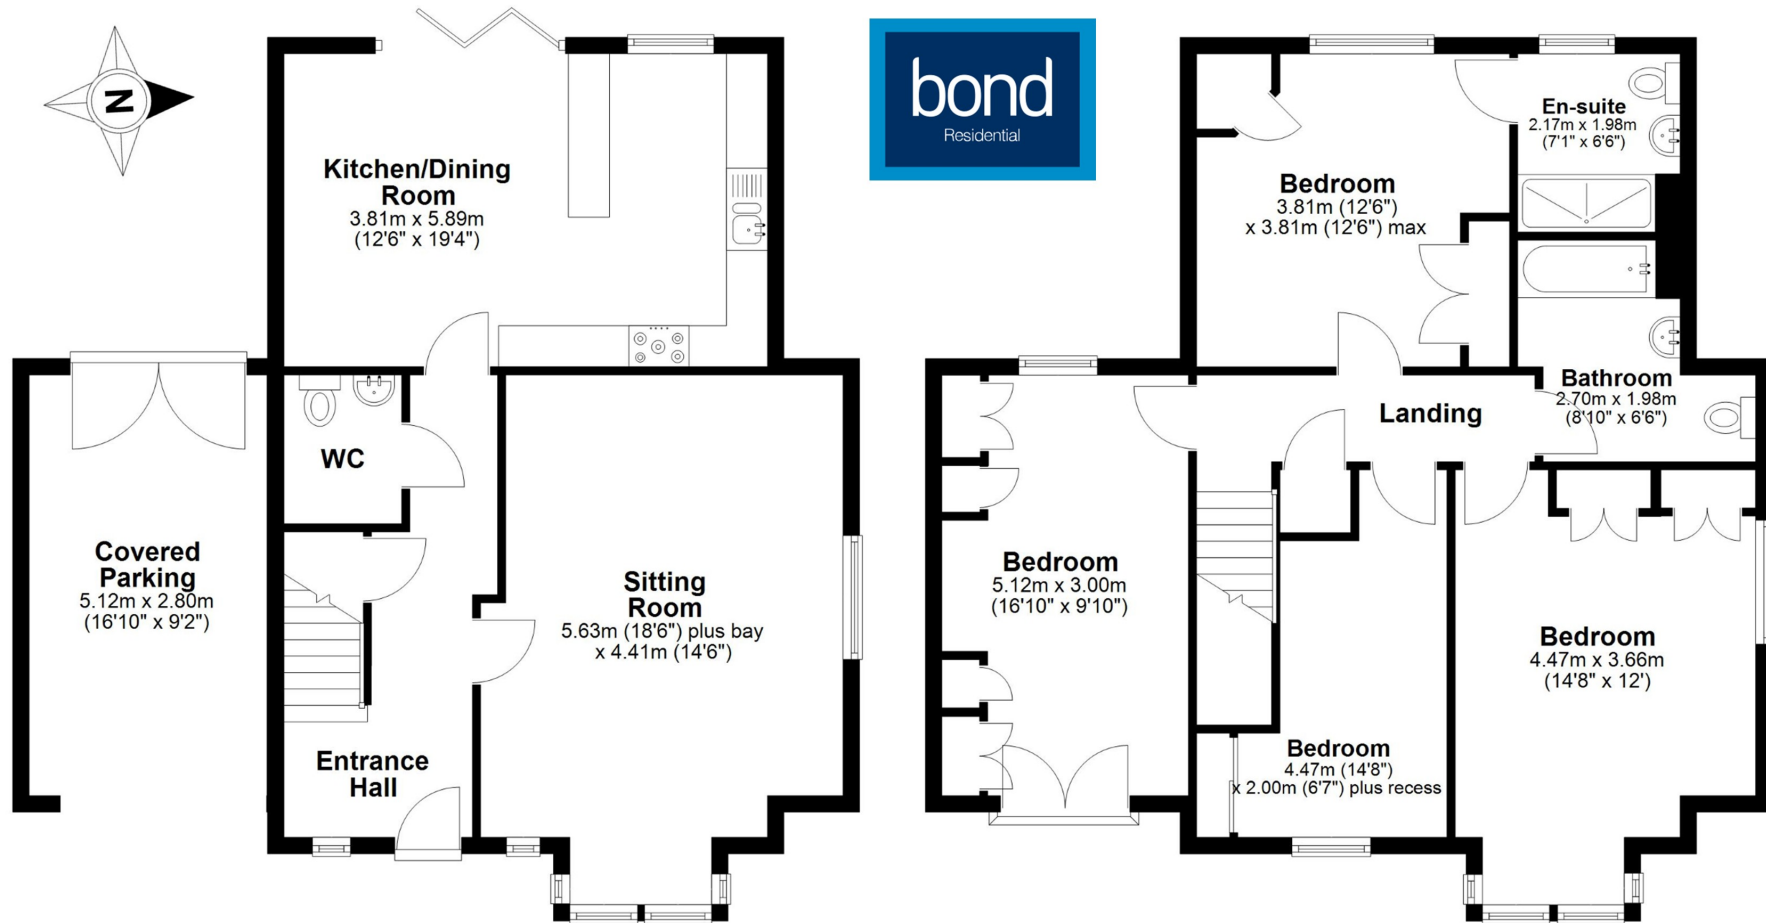 N
Kitchen/Dining
Room
3.81m x 5.89m
(12'6" x 19'4")
WC
Covered
Parking
5.12m x 2.80m
(16'10" x 9'2")
Sitting
Room
5.63m (18'6") plus bay
x 4.41m (14'6")
Entrance
Hall
bond
Residential
En-suite
2.17m x 1.98m
(7'1" x 6'6")
Bedroom
3.81m (12'6")
x 3.81m (12'6") max
Bathroom
2.70m x 1.98m
(8'10" x 6'6")
Landing
Bedroom
5.12m x 3.00m
(16'10" x 9'10")
Bedroom
4.47m x 3.66m
(14'8" x 12')
Bedroom
4.47m (14'8")
x 2.00m (6'7") plus recess